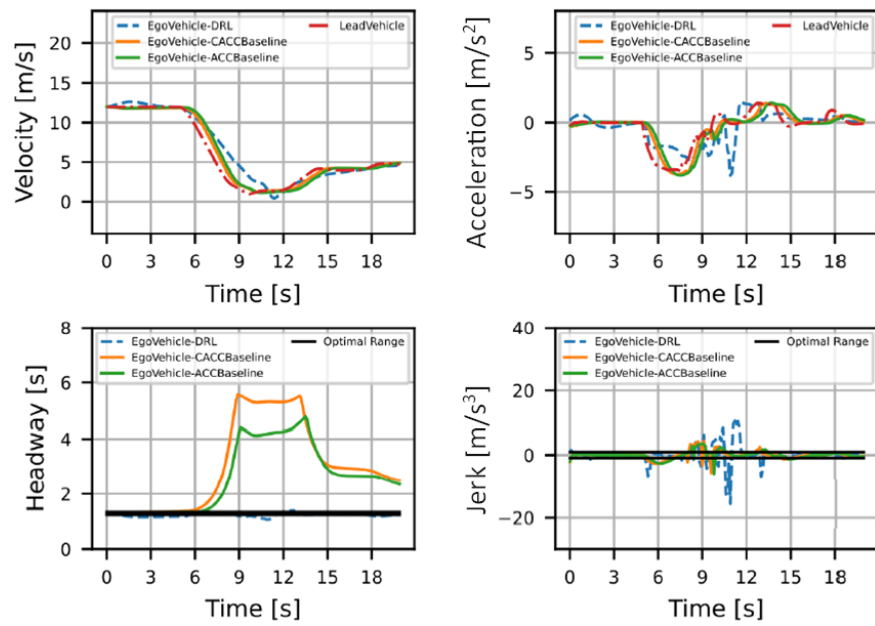 Velocity [m/s]
20
15
10
5
0
EgoVehicle-DRL
EgoVehicle-CACCBaseline
EgoVehicle-ACCBaseline
LeadVehicle
0 3 6 9 12 15 18
Time [s]
Acceleration [m/s²]
5
0
−5
EgoVehicle-DRL
EgoVehicle-CACCBaseline
EgoVehicle-ACCBaseline
LeadVehicle
0 3 6 9 12 15 18
Time [s]
Headway [s]
8
6
4
2
0
EgoVehicle-DRL
EgoVehicle-CACCBaseline
EgoVehicle-ACCBaseline
Optimal Range
0 3 6 9 12 15 18
Time [s]
Jerk [m/s³]
40
20
0
−20
EgoVehicle-DRL
EgoVehicle-CACCBaseline
EgoVehicle-ACCBaseline
Optimal Range
0 3 6 9 12 15 18
Time [s]